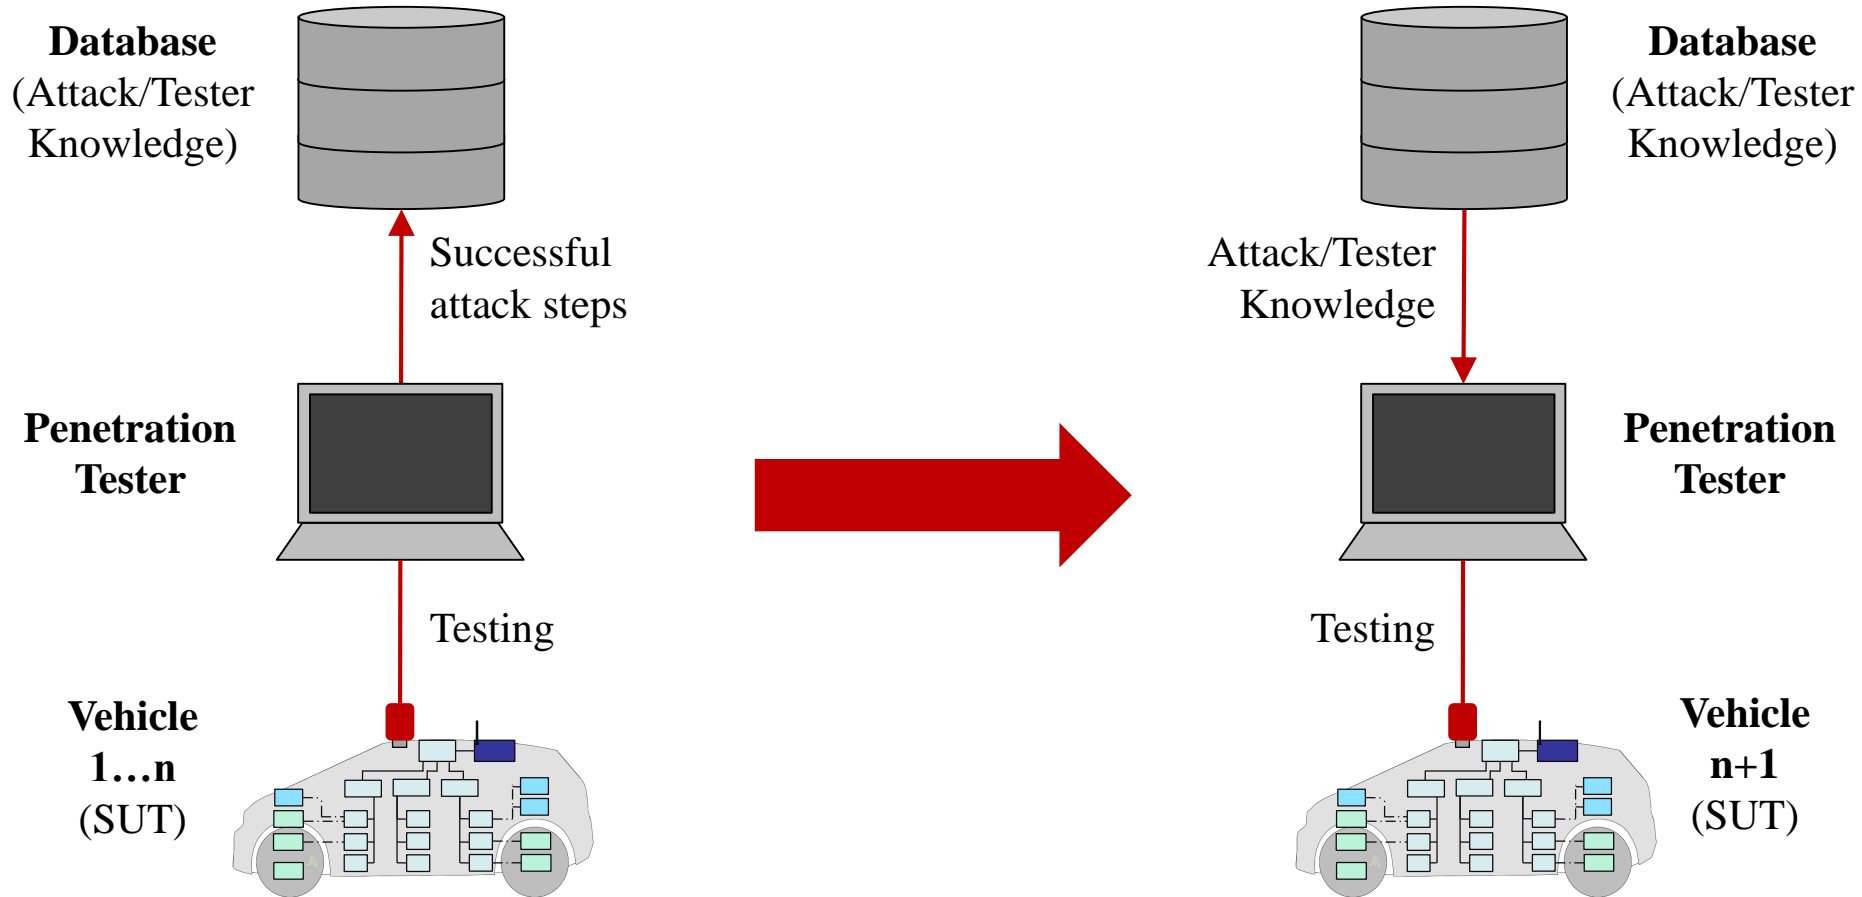 Database
(Attack/Tester
Knowledge)
Successful
attack steps
Penetration
Tester
Testing
Vehicle
1…n
(SUT)
Database
(Attack/Tester
Knowledge)
Attack/Tester
Knowledge
Penetration
Tester
Testing
Vehicle
n+1
(SUT)